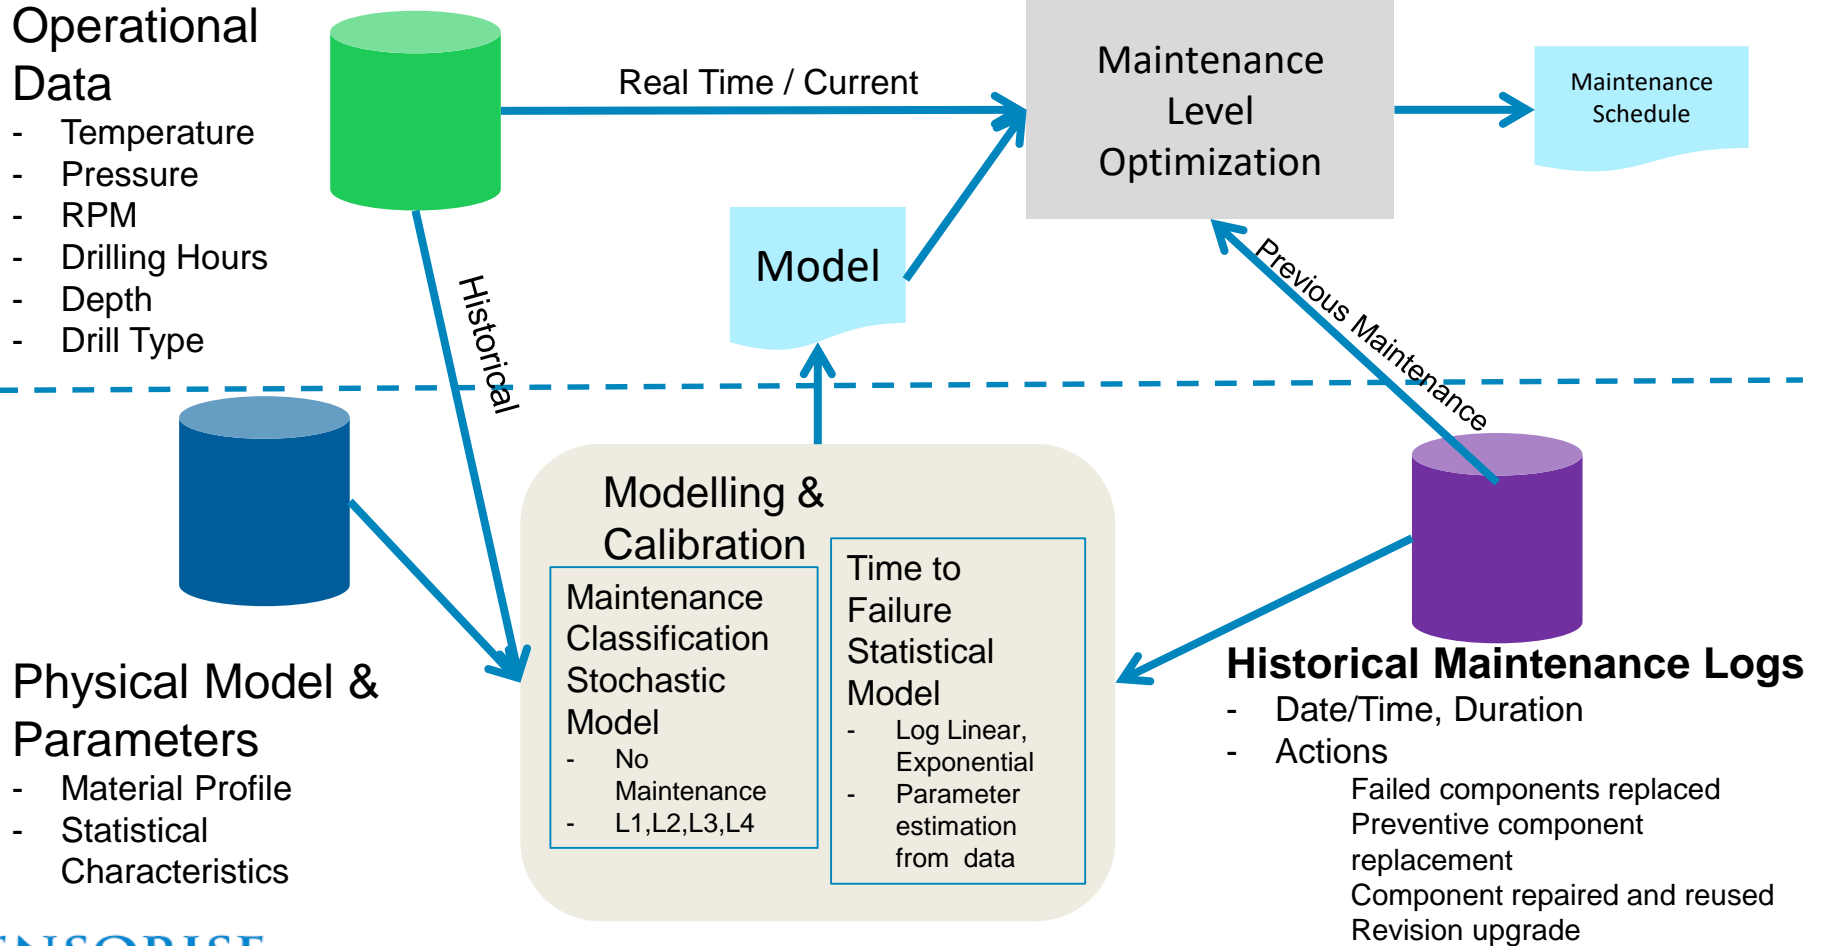 Operational
Data
- Temperature
- Pressure
- RPM
- Drilling Hours
- Depth
- Drill Type
Real Time / Current
Maintenance
Level
Optimization
Maintenance
Schedule
Model
Historical
Previous Maintenance
Modelling &
Calibration
Maintenance
Classification
Stochastic
Model
- No
Maintenance
- L1,L2,L3,L4
Time to
Failure
Statistical
Model
- Log Linear,
Exponential
- Parameter
estimation
from data
Physical Model &
Parameters
- Material Profile
- Statistical
Characteristics
Historical Maintenance Logs
- Date/Time, Duration
- Actions
Failed components replaced
Preventive component
replacement
Component repaired and reused
Revision upgrade